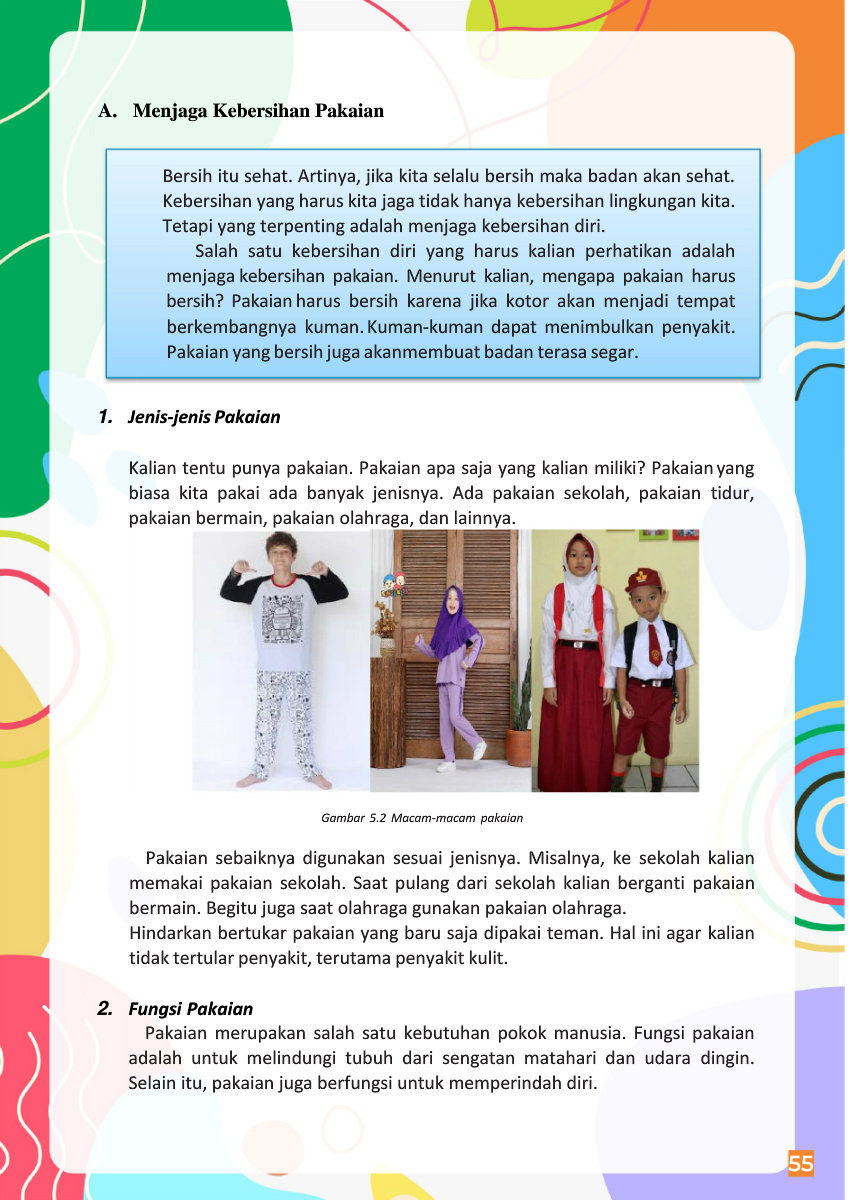 A. Menjaga Kebersihan Pakaian
Bersih itu sehat. Artinya, jika kita selalu bersih maka badan akan sehat.
Kebersihan yang harus kita jaga tidak hanya kebersihan lingkungan kita.
Tetapi yang terpenting adalah menjaga kebersihan diri.
Salah satu kebersihan diri yang harus kalian perhatikan adalah
menjaga kebersihan pakaian. Menurut kalian, mengapa pakaian harus
bersih? Pakaian harus bersih karena jika kotor akan menjadi tempat
berkembangnya kuman. Kuman-kuman dapat menimbulkan penyakit.
Pakaian yang bersih juga akanmembuat badan terasa segar.
1. Jenis-jenis Pakaian
Kalian tentu punya pakaian. Pakaian apa saja yang kalian miliki? Pakaian yang
biasa kita pakai ada banyak jenisnya. Ada pakaian sekolah, pakaian tidur,
pakaian bermain, pakaian olahraga, dan lainnya.
Gambar 5.2 Macam-macam pakaian
Pakaian sebaiknya digunakan sesuai jenisnya. Misalnya, ke sekolah kalian
memakai pakaian sekolah. Saat pulang dari sekolah kalian berganti pakaian
bermain. Begitu juga saat olahraga gunakan pakaian olahraga.
Hindarkan bertukar pakaian yang baru saja dipakai teman. Hal ini agar kalian
tidak tertular penyakit, terutama penyakit kulit.
2. Fungsi Pakaian
Pakaian merupakan salah satu kebutuhan pokok manusia. Fungsi pakaian
adalah untuk melindungi tubuh dari sengatan matahari dan udara dingin.
Selain itu, pakaian juga berfungsi untuk memperindah diri.
55